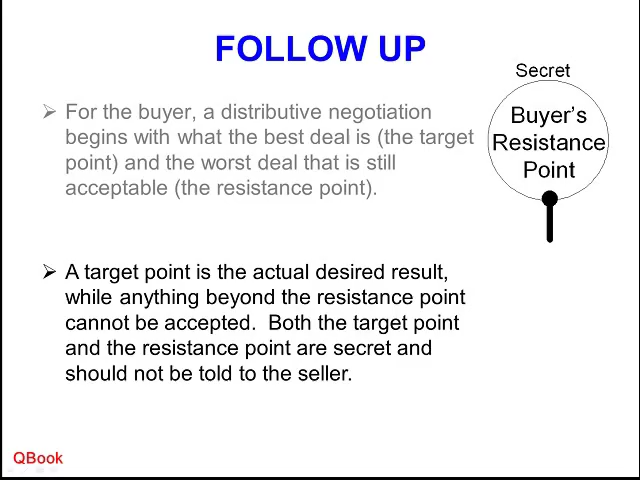 FOLLOW UP
Secret
Buyer's
Resistance
Point
➢ For the buyer, a distributive negotiation
begins with what the best deal is (the target
point) and the worst deal that is still
acceptable (the resistance point).
➢ A target point is the actual desired result,
while anything beyond the resistance point
cannot be accepted.  Both the target point
and the resistance point are secret and
should not be told to the seller.
QBook